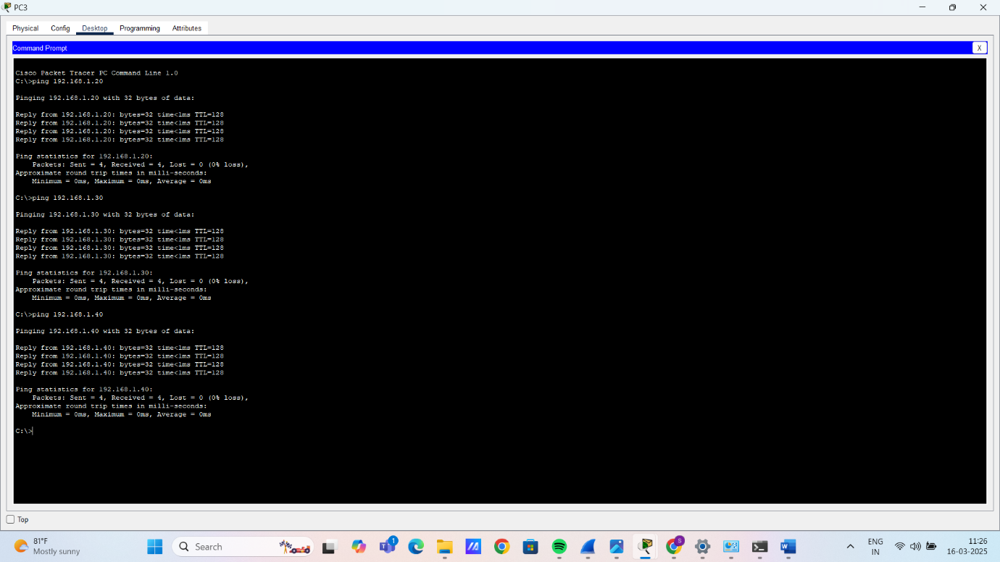 PC3
Physical Config Desktop Programming Attributes
Command Prompt X
Cisco Packet Tracer PC Command Line 1.0
C:\>ping 192.168.1.20
Pinging 192.168.1.20 with 32 bytes of data:
Reply from 192.168.1.20: bytes=32 time<1ms TTL=128
Reply from 192.168.1.20: bytes=32 time<1ms TTL=128
Reply from 192.168.1.20: bytes=32 time<1ms TTL=128
Reply from 192.168.1.20: bytes=32 time<1ms TTL=128
Ping statistics for 192.168.1.20:
Packets: Sent = 4, Received = 4, Lost = 0 (0% loss),
Approximate round trip times in milli-seconds:
Minimum = 0ms, Maximum = 0ms, Average = 0ms
C:\>ping 192.168.1.30
Pinging 192.168.1.30 with 32 bytes of data:
Reply from 192.168.1.30: bytes=32 time<1ms TTL=128
Reply from 192.168.1.30: bytes=32 time<1ms TTL=128
Reply from 192.168.1.30: bytes=32 time<1ms TTL=128
Reply from 192.168.1.30: bytes=32 time<1ms TTL=128
Ping statistics for 192.168.1.30:
Packets: Sent = 4, Received = 4, Lost = 0 (0% loss),
Approximate round trip times in milli-seconds:
Minimum = 0ms, Maximum = 0ms, Average = 0ms
C:\>ping 192.168.1.40
Pinging 192.168.1.40 with 32 bytes of data:
Reply from 192.168.1.40: bytes=32 time<1ms TTL=128
Reply from 192.168.1.40: bytes=32 time<1ms TTL=128
Reply from 192.168.1.40: bytes=32 time<1ms TTL=128
Reply from 192.168.1.40: bytes=32 time<1ms TTL=128
Ping statistics for 192.168.1.40:
Packets: Sent = 4, Received = 4, Lost = 0 (0% loss),
Approximate round trip times in milli-seconds:
Minimum = 0ms, Maximum = 0ms, Average = 0ms
C:\>
Top
81°F
Mostly sunny
Search
1
S
W
ENG
IN
11:26
16-03-2025